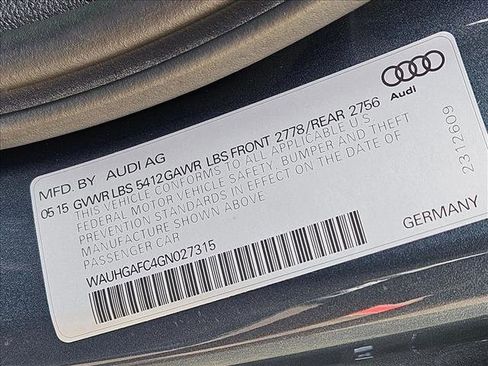 MFD. BY AUDI AG
05 15 GVWR LBS 5412 GAWR LBS FRONT 2778/REAR 2756
THIS VEHICLE CONFORMS TO ALL APPLICABLE U.S.
FEDERAL MOTOR VEHICLE SAFETY, BUMPER AND THEFT
PREVENTION STANDARDS IN EFFECT ON THE DATE OF
MANUFACTURE SHOWN ABOVE
PASSENGER CAR
WAUHGAFC4GN027315
Audi
2312609
GERMANY